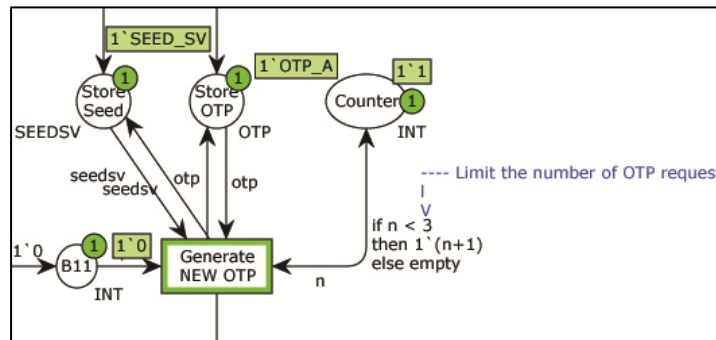 1`SEED_SV
1
Store
Seed
SEEDSV
1`OTP_A
1
Store
OTP
OTP
1`1
Counter
1
INT
seedsv
seedsv
otp
otp
---- Limit the number of OTP request
I
V
if n < 3
then 1`(n+1)
else empty
1`0
B11
1
1`0
INT
Generate
NEW OTP
n